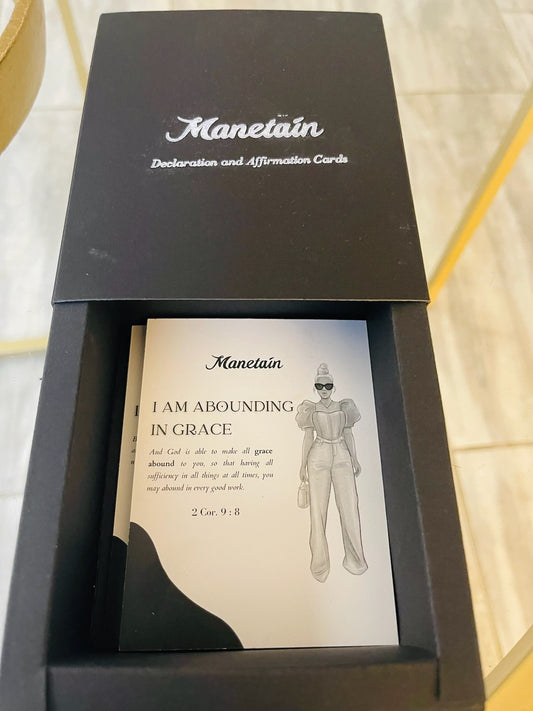 Manetain
Declaration and Affirmation Cards
Manetain
I AM ABOUNDING
IN GRACE
And God is able to make all grace
abound to you, so that having all
sufficiency in all things at all times, you
may abound in every good work.
2 Cor. 9 : 8